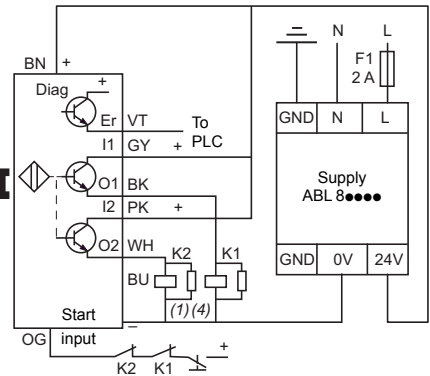 BN +
Diag +
Er VT To PLC
I1 GY +
O1 BK
I2 PK +
O2 WH
K2 K1
BU
(1) (4)
Start input
–
OG
K2 K1 +
N L
F1
2 A
GND N L
Supply
ABL 8●●●●
GND 0V 24V